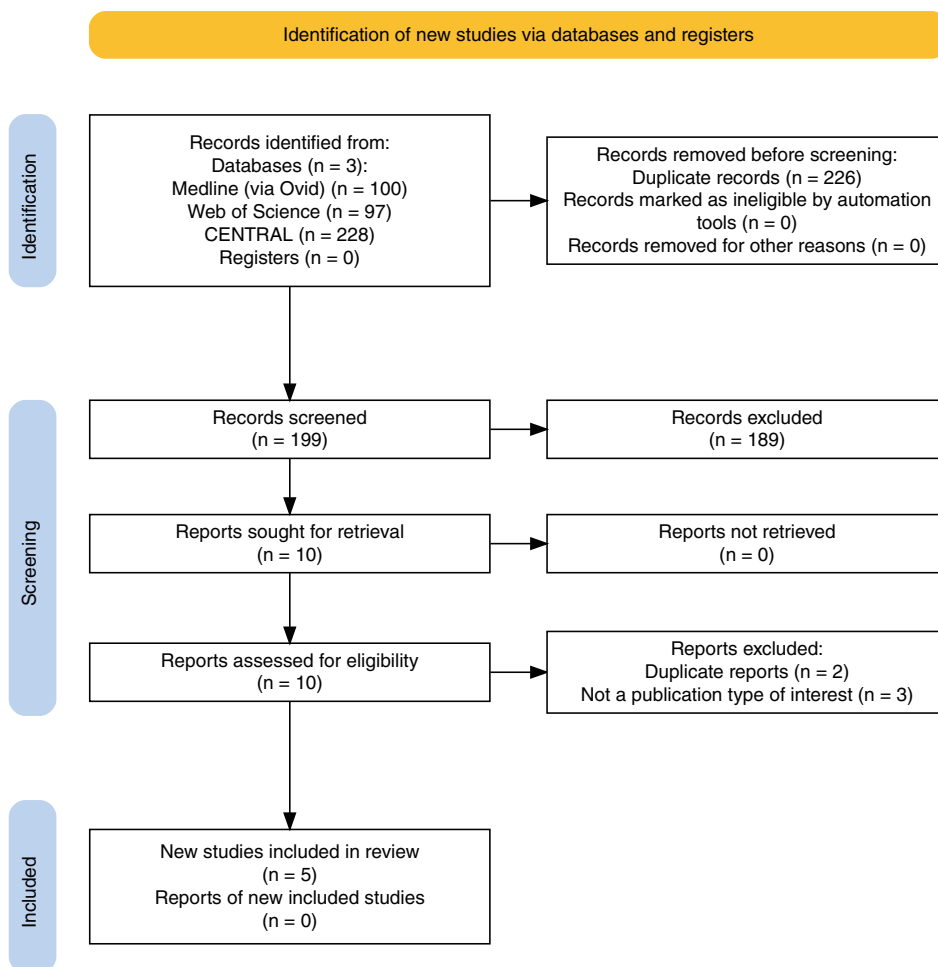 Identification of new studies via databases and registers
Identification
Records identified from:
Databases (n = 3):
Medline (via Ovid) (n = 100)
Web of Science (n = 97)
CENTRAL (n = 228)
Registers (n = 0)
Records removed before screening:
Duplicate records (n = 226)
Records marked as ineligible by automation
tools (n = 0)
Records removed for other reasons (n = 0)
Screening
Records screened
(n = 199)
Records excluded
(n = 189)
Reports sought for retrieval
(n = 10)
Reports not retrieved
(n = 0)
Reports assessed for eligibility
(n = 10)
Reports excluded:
Duplicate reports (n = 2)
Not a publication type of interest (n = 3)
Included
New studies included in review
(n = 5)
Reports of new included studies
(n = 0)